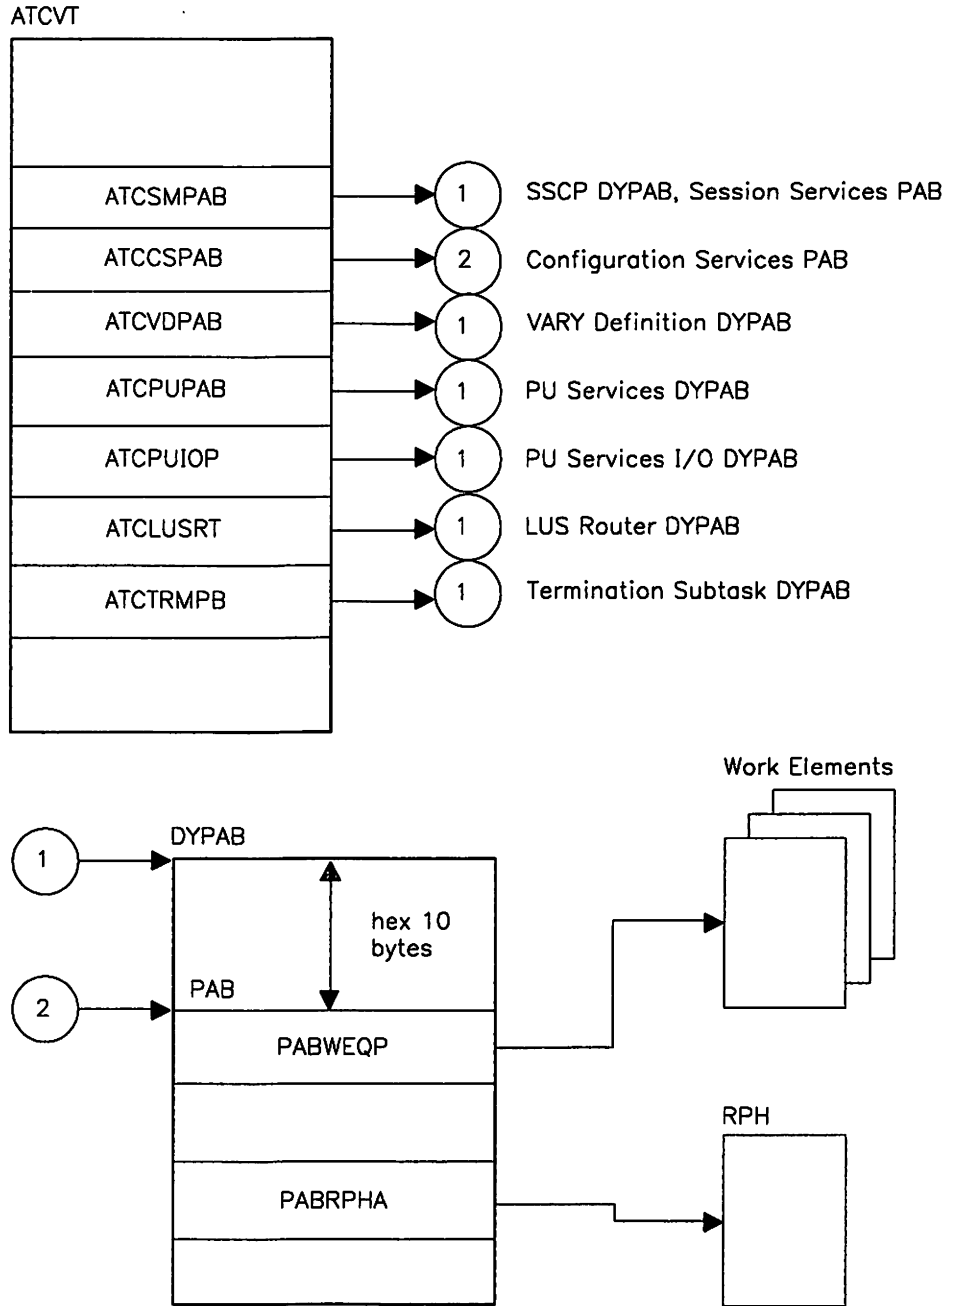 ATCVT
ATCSMPAB 1 SSCP DYPAB, Session Services PAB
ATCCSPAB 2 Configuration Services PAB
ATCVDPAB 1 VARY Definition DYPAB
ATCPUPAB 1 PU Services DYPAB
ATCPUIOP 1 PU Services I/O DYPAB
ATCLUSRT 1 LUS Router DYPAB
ATCTRMPB 1 Termination Subtask DYPAB
Work Elements
DYPAB
1
hex 10
bytes
PAB
2
PABWEQP
RPH
PABRPHA